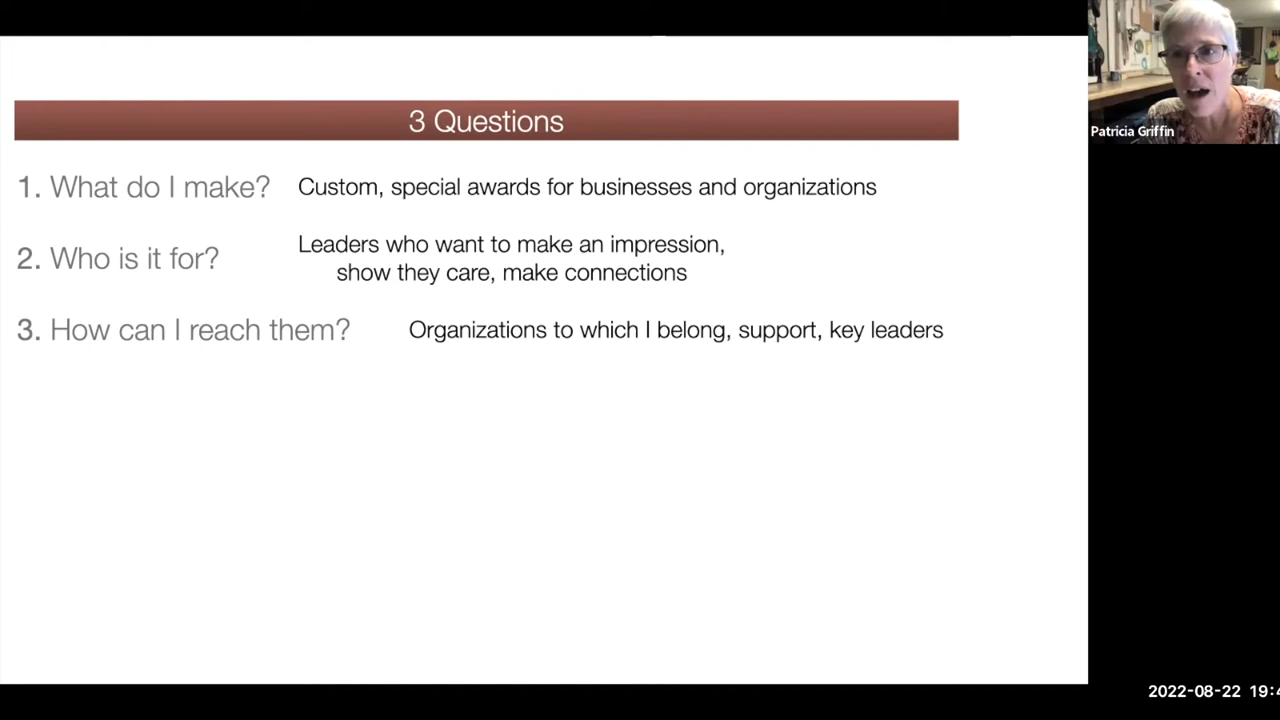 3 Questions
1. What do I make? Custom, special awards for businesses and organizations
2. Who is it for? Leaders who want to make an impression,
show they care, make connections
3. How can I reach them? Organizations to which I belong, support, key leaders
Patricia Griffin
2022-08-22 19:4